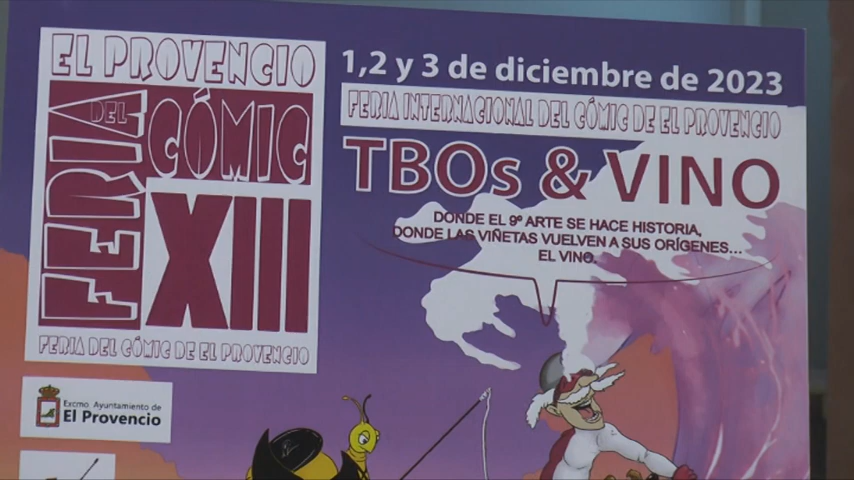 EL PROVENCIO
FERIA DEL CÓMIC
XIII
FERIA DEL CÓMIC DE EL PROVENCIO
Excmo Ayuntamiento de
El Provencio
1,2 y 3 de diciembre de 2023
FERIA INTERNACIONAL DEL CÓMIC DE EL PROVENCIO
TBOs & VINO
DONDE EL 9º ARTE SE HACE HISTORIA,
DONDE LAS VIÑETAS VUELVEN A SUS ORÍGENES...
EL VINO.